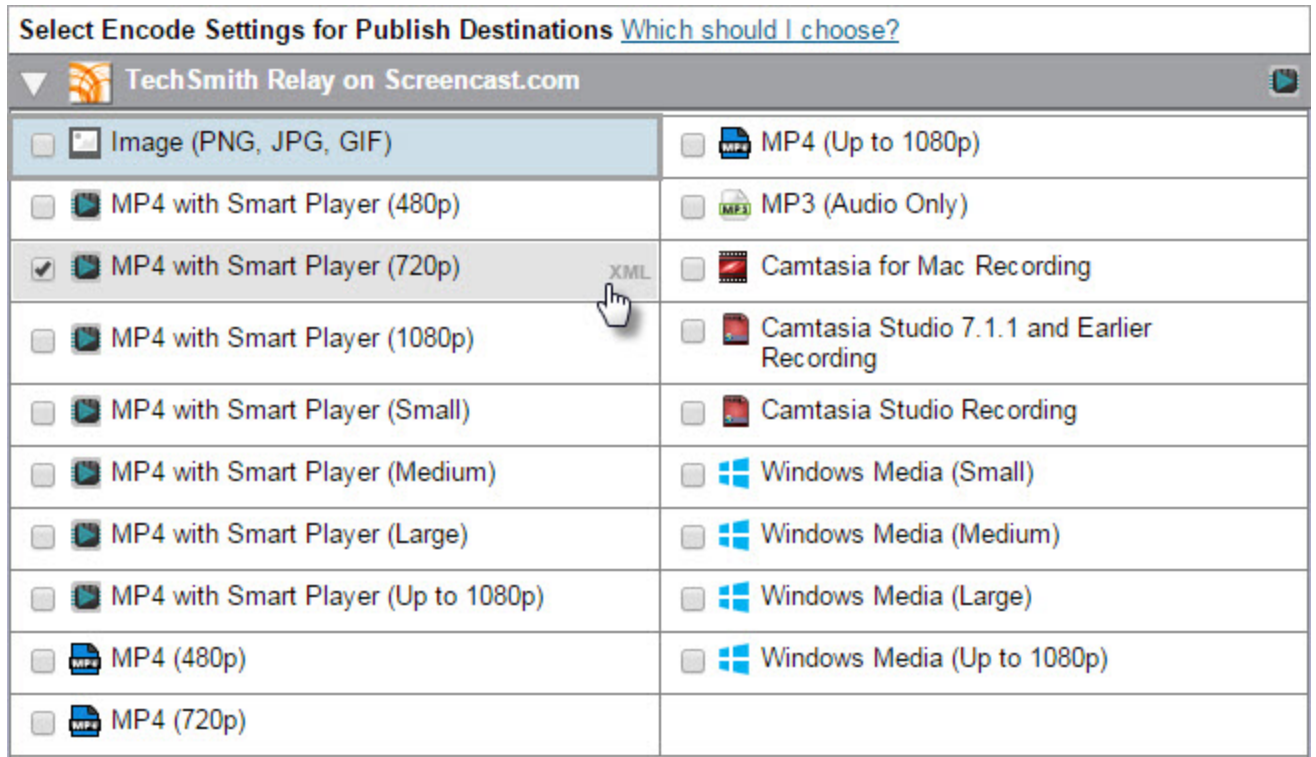 Select Encode Settings for Publish Destinations Which should I choose?
TechSmith Relay on Screencast.com
Image (PNG, JPG, GIF)
MP4 with Smart Player (480p)
MP4 with Smart Player (720p) XML
MP4 with Smart Player (1080p)
MP4 with Smart Player (Small)
MP4 with Smart Player (Medium)
MP4 with Smart Player (Large)
MP4 with Smart Player (Up to 1080p)
MP4 MP4 (480p)
MP4 MP4 (720p)
MP4 MP4 (Up to 1080p)
MP3 MP3 (Audio Only)
Camtasia for Mac Recording
Camtasia Studio 7.1.1 and Earlier
Recording
Camtasia Studio Recording
Windows Media (Small)
Windows Media (Medium)
Windows Media (Large)
Windows Media (Up to 1080p)